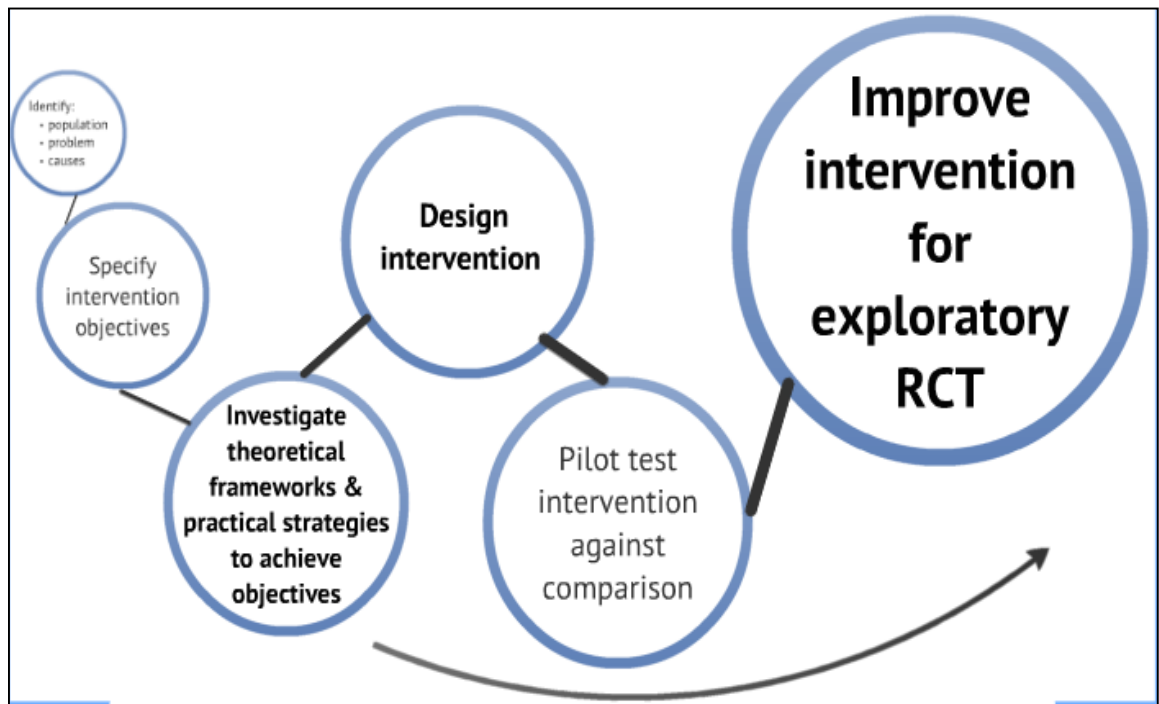 Identify:
• population
• problem
• causes
Specify
intervention
objectives
Investigate
theoretical
frameworks &
practical strategies
to achieve
objectives
Design
intervention
Pilot test
intervention
against
comparison
Improve
intervention
for
exploratory
RCT